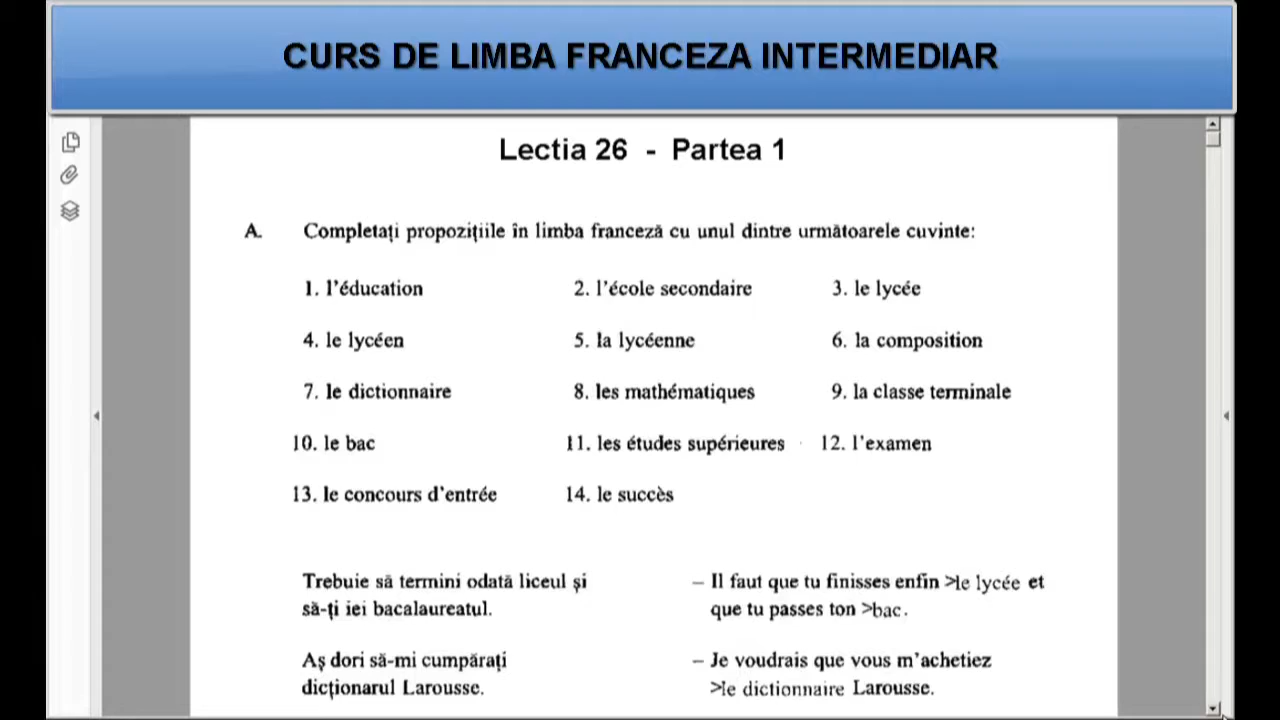 CURS DE LIMBA FRANCEZA INTERMEDIAR
Lectia 26 - Partea 1
A. Completați propozițiile în limba franceză cu unul dintre următoarele cuvinte:
1. l'éducation 2. l'école secondaire 3. le lycée
4. le lycéen 5. la lycéenne 6. la composition
7. le dictionnaire 8. les mathématiques 9. la classe terminale
10. le bac 11. les études supérieures 12. l'examen
13. le concours d'entrée 14. le succès
Trebuie să termini odată liceul și
să-ți iei bacalaureatul.
– Il faut que tu finisses enfin >le lycée et
que tu passes ton >bac.
Aș dori să-mi cumpărați
dicționarul Larousse.
– Je voudrais que vous m'achetiez
>le dictionnaire Larousse.